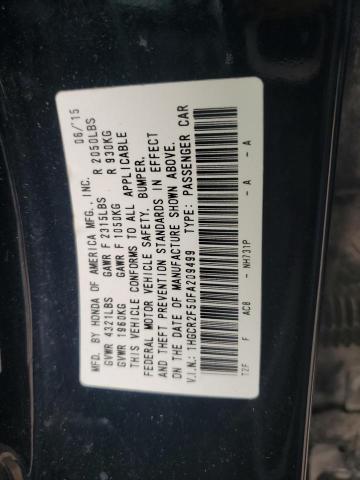 MFD. BY HONDA OF AMERICA MFG., INC. 06/'15
GVWR 4321LBS GAWR F 2315LBS R 2050LBS
GVWR 1960KG GAWR F 1050KG R 930KG
THIS VEHICLE CONFORMS TO ALL APPLICABLE
FEDERAL MOTOR VEHICLE SAFETY, BUMPER,
AND THEFT PREVENTION STANDARDS IN EFFECT
ON THE DATE OF MANUFACTURE SHOWN ABOVE.
V.I.N.: 1HGCR2F50FA209499 TYPE: PASSENGER CAR
T2F F AC8 - NH731P - A - A